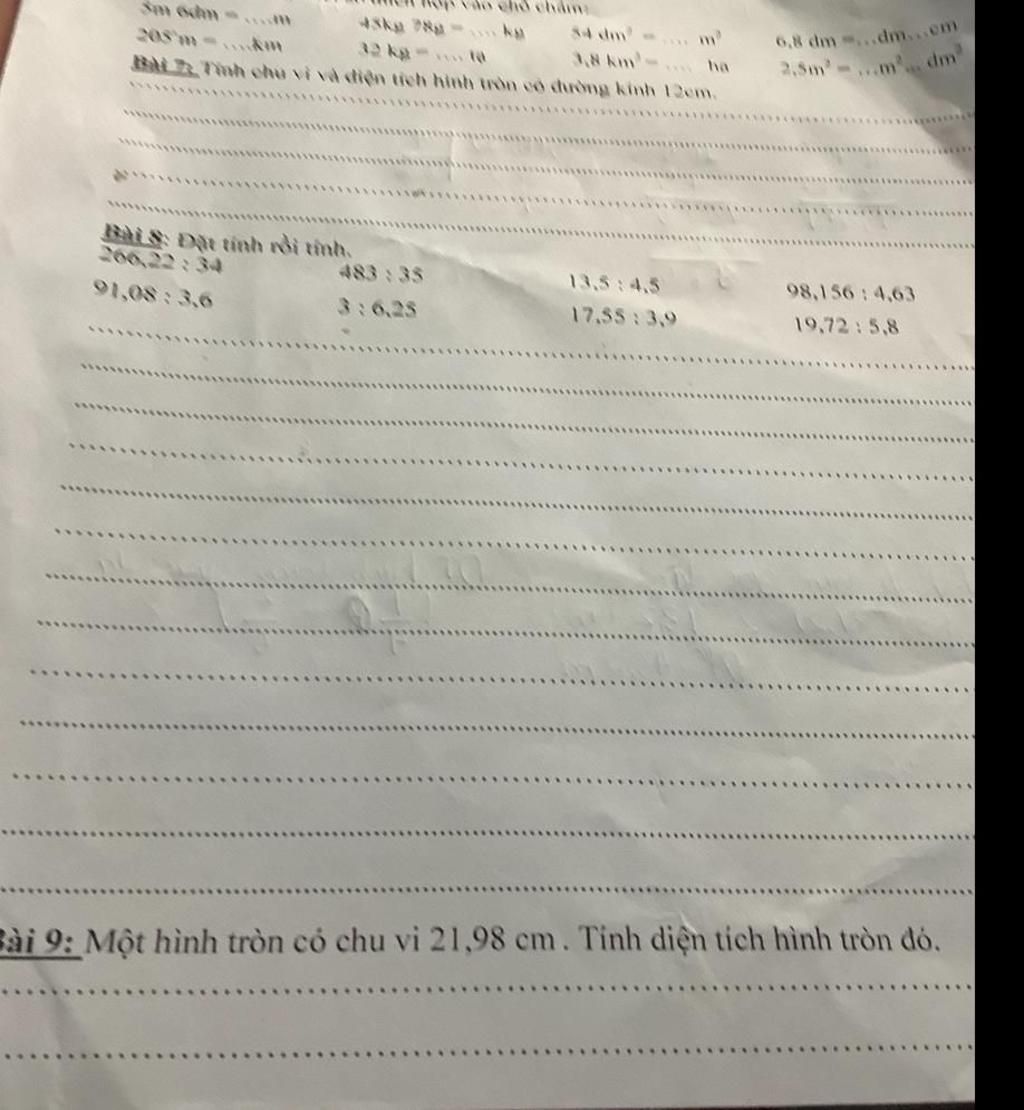 hợp vào chỗ chấm:
5m 6dm = ....m 45kg 78g = .... kg 54 dm² = .... m² 6,8 dm =...dm...cm
205 m = ....km 32 kg = .... tạ 3,8 km² = .... ha 2,5m² = ...m²... dm²
Bài 7: Tính chu vi và diện tích hình tròn có đường kính 12cm.
Bài 8: Đặt tính rồi tính.
266,22 : 34 483 : 35 13,5 : 4,5 98,156 : 4,63
91,08 : 3,6 3 : 6,25 17,55 : 3,9 19,72 : 5,8
Bài 9: Một hình tròn có chu vi 21,98 cm . Tính diện tích hình tròn đó.